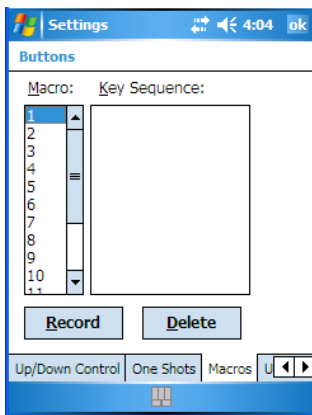 Settings 4:04 ok
Buttons
Macro: Key Sequence:
1
2
3
4
5
6
7
8
9
10
11
Record Delete
Up/Down Control One Shots Macros U